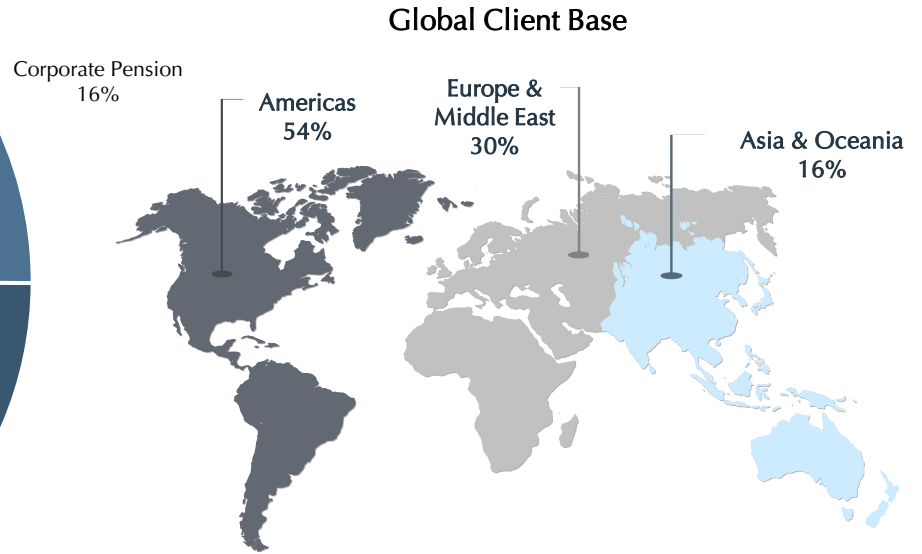 Global Client Base
Corporate Pension
16%
Americas
54%
Europe &
Middle East
30%
Asia & Oceania
16%